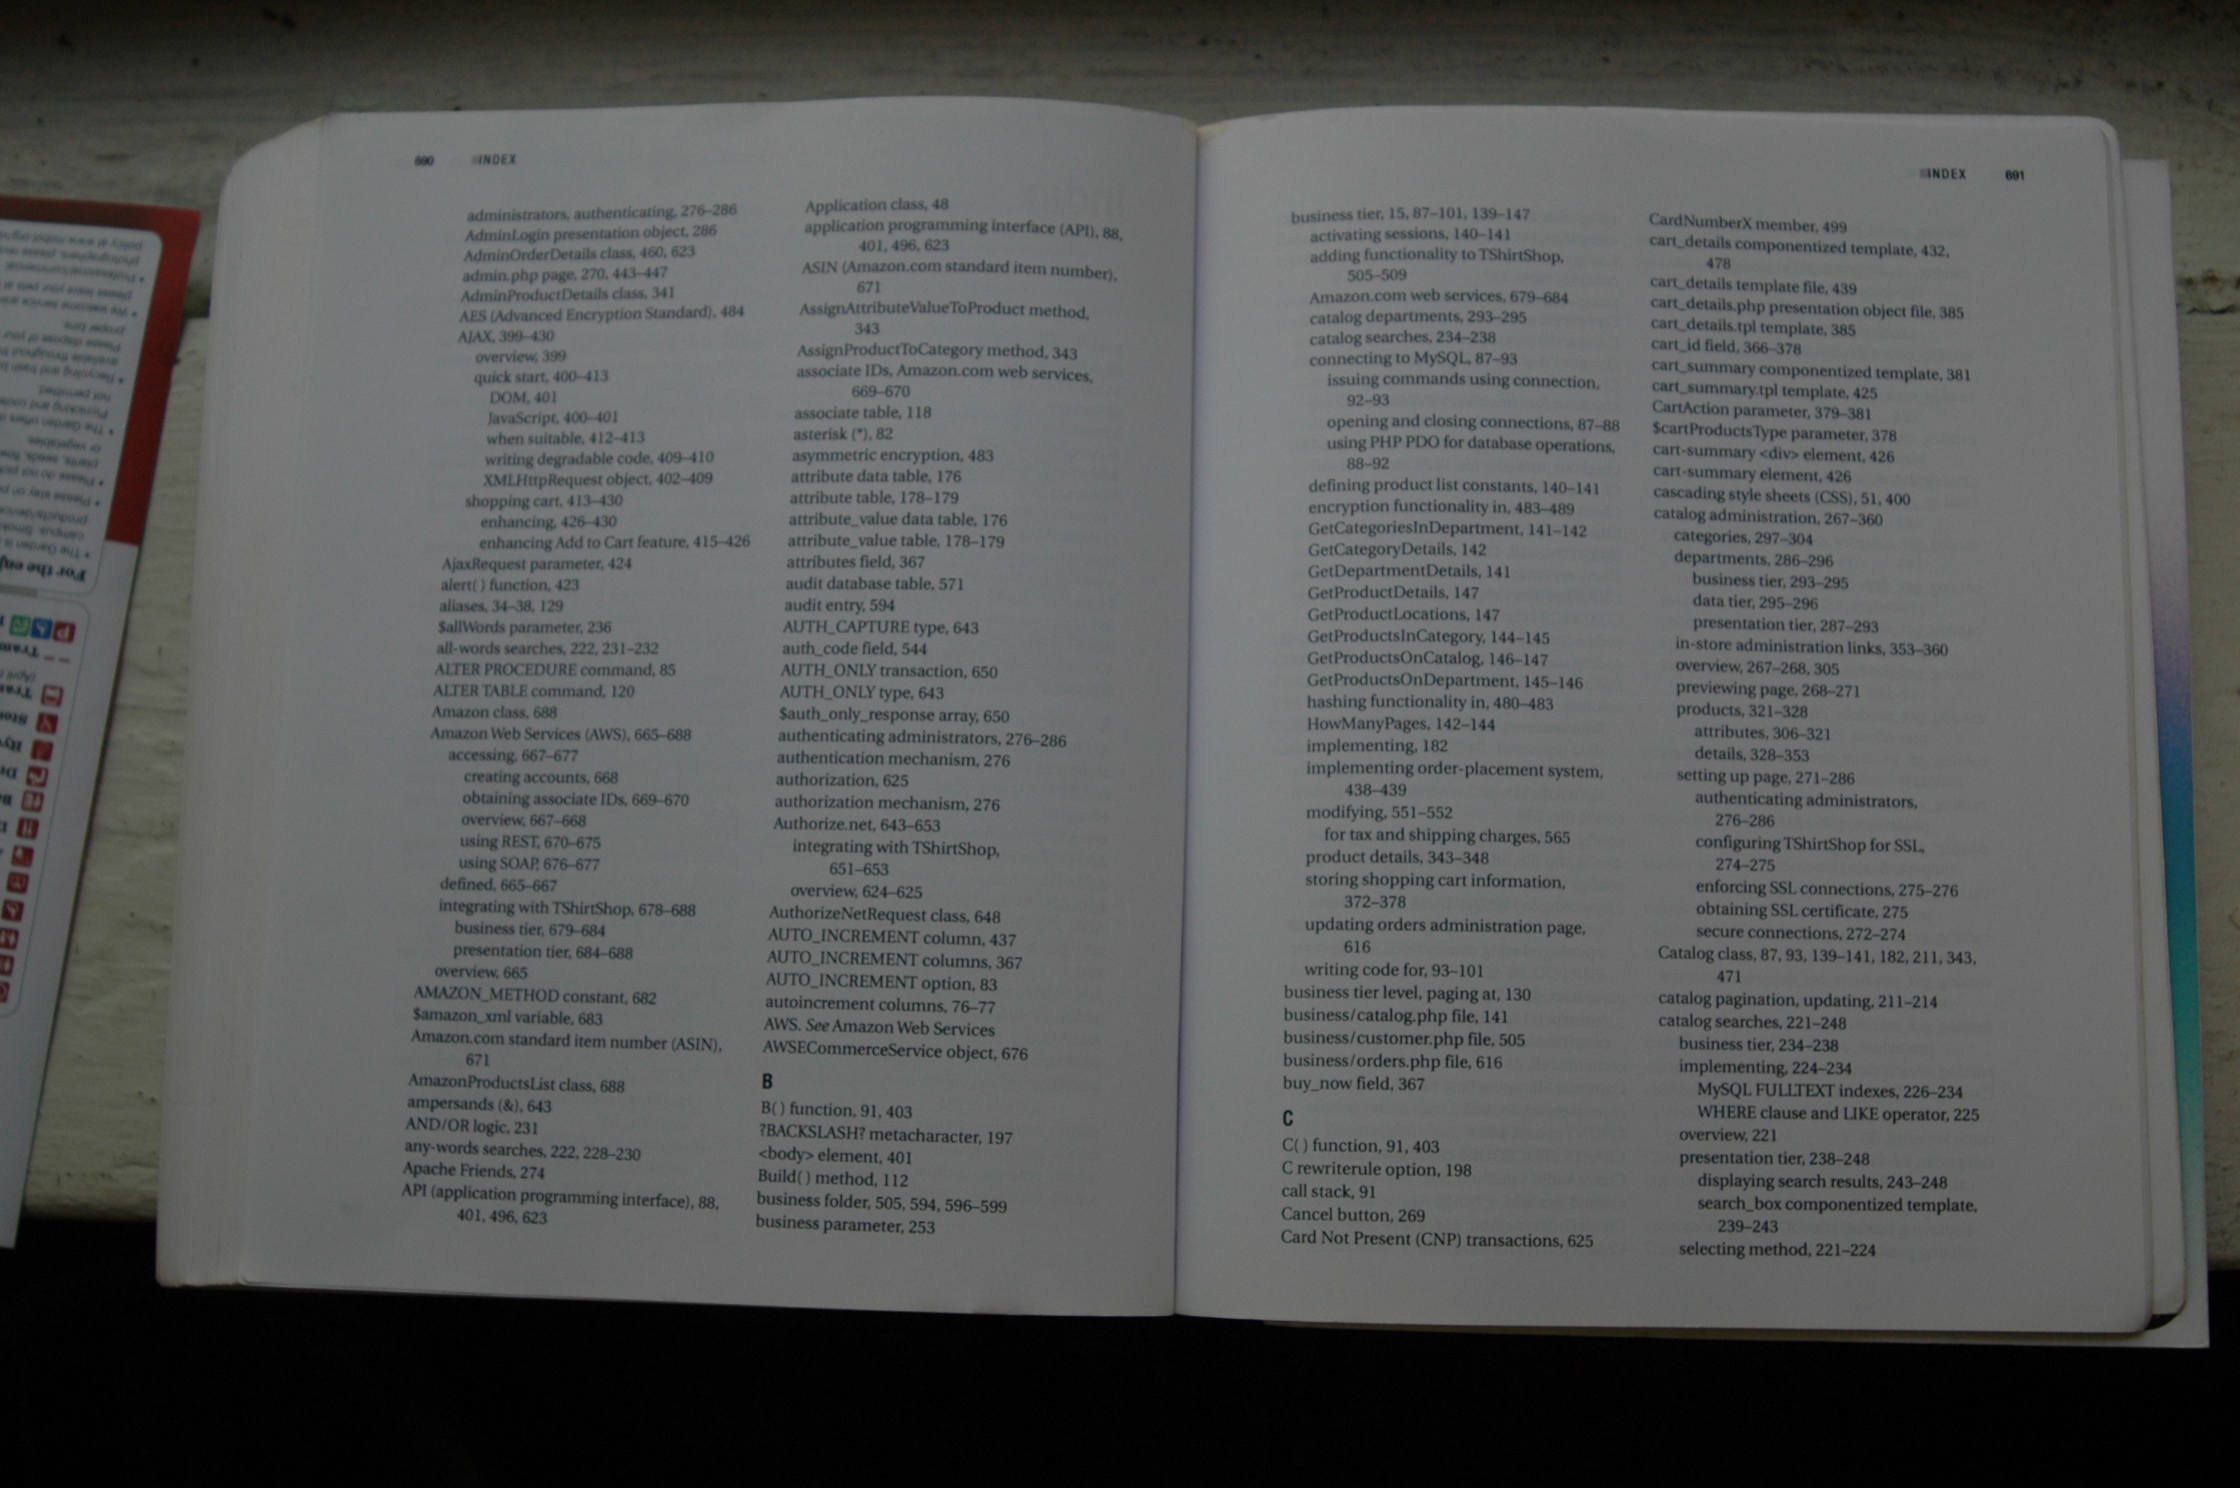 690 INDEX
administrators, authenticating, 276–286
AdminLogin presentation object, 286
AdminOrderDetails class, 460, 623
admin.php page, 270, 443–447
AdminProductDetails class, 341
AES (Advanced Encryption Standard), 484
AJAX, 399–430
overview, 399
quick start, 400–413
DOM, 401
JavaScript, 400–401
when suitable, 412–413
writing degradable code, 409–410
XMLHttpRequest object, 402–409
shopping cart, 413–430
enhancing, 426–430
enhancing Add to Cart feature, 415–426
AjaxRequest parameter, 424
alert( ) function, 423
aliases, 34–38, 129
$allWords parameter, 236
all-words searches, 222, 231–232
ALTER PROCEDURE command, 85
ALTER TABLE command, 120
Amazon class, 688
Amazon Web Services (AWS), 665–688
accessing, 667–677
creating accounts, 668
obtaining associate IDs, 669–670
overview, 667–668
using REST, 670–675
using SOAP, 676–677
defined, 665–667
integrating with TShirtShop, 678–688
business tier, 679–684
presentation tier, 684–688
overview, 665
AMAZON_METHOD constant, 682
$amazon_xml variable, 683
Amazon.com standard item number (ASIN),
671
AmazonProductsList class, 688
ampersands (&), 643
AND/OR logic, 231
any-words searches, 222, 228–230
Apache Friends, 274
API (application programming interface), 88,
401, 496, 623
Application class, 48
application programming interface (API), 88,
401, 496, 623
ASIN (Amazon.com standard item number),
671
AssignAttributeValueToProduct method,
343
AssignProductToCategory method, 343
associate IDs, Amazon.com web services,
669–670
associate table, 118
asterisk (*), 82
asymmetric encryption, 483
attribute data table, 176
attribute table, 178–179
attribute_value data table, 176
attribute_value table, 178–179
attributes field, 367
audit database table, 571
audit entry, 594
AUTH_CAPTURE type, 643
auth_code field, 544
AUTH_ONLY transaction, 650
AUTH_ONLY type, 643
$auth_only_response array, 650
authenticating administrators, 276–286
authentication mechanism, 276
authorization, 625
authorization mechanism, 276
Authorize.net, 643–653
integrating with TShirtShop,
651–653
overview, 624–625
AuthorizeNetRequest class, 648
AUTO_INCREMENT column, 437
AUTO_INCREMENT columns, 367
AUTO_INCREMENT option, 83
autoincrement columns, 76–77
AWS. See Amazon Web Services
AWSECommerceService object, 676
B
B( ) function, 91, 403
?BACKSLASH? metacharacter, 197
<body> element, 401
Build( ) method, 112
business folder, 505, 594, 596–599
business parameter, 253
INDEX 691
business tier, 15, 87–101, 139–147
activating sessions, 140–141
adding functionality to TShirtShop,
505–509
Amazon.com web services, 679–684
catalog departments, 293–295
catalog searches, 234–238
connecting to MySQL, 87–93
issuing commands using connection,
92–93
opening and closing connections, 87–88
using PHP PDO for database operations,
88–92
defining product list constants, 140–141
encryption functionality in, 483–489
GetCategoriesInDepartment, 141–142
GetCategoryDetails, 142
GetDepartmentDetails, 141
GetProductDetails, 147
GetProductLocations, 147
GetProductsInCategory, 144–145
GetProductsOnCatalog, 146–147
GetProductsOnDepartment, 145–146
hashing functionality in, 480–483
HowManyPages, 142–144
implementing, 182
implementing order-placement system,
438–439
modifying, 551–552
for tax and shipping charges, 565
product details, 343–348
storing shopping cart information,
372–378
updating orders administration page,
616
writing code for, 93–101
business tier level, paging at, 130
business/catalog.php file, 141
business/customer.php file, 505
business/orders.php file, 616
buy_now field, 367
C
C( ) function, 91, 403
C rewriterule option, 198
call stack, 91
Cancel button, 269
Card Not Present (CNP) transactions, 625
CardNumberX member, 499
cart_details componentized template, 432,
478
cart_details template file, 439
cart_details.php presentation object file, 385
cart_details.tpl template, 385
cart_id field, 366–378
cart_summary componentized template, 381
cart_summary.tpl template, 425
CartAction parameter, 379–381
$cartProductsType parameter, 378
cart-summary <div> element, 426
cart-summary element, 426
cascading style sheets (CSS), 51, 400
catalog administration, 267–360
categories, 297–304
departments, 286–296
business tier, 293–295
data tier, 295–296
presentation tier, 287–293
in-store administration links, 353–360
overview, 267–268, 305
previewing page, 268–271
products, 321–328
attributes, 306–321
details, 328–353
setting up page, 271–286
authenticating administrators,
276–286
configuring TShirtShop for SSL,
274–275
enforcing SSL connections, 275–276
obtaining SSL certificate, 275
secure connections, 272–274
Catalog class, 87, 93, 139–141, 182, 211, 343,
471
catalog pagination, updating, 211–214
catalog searches, 221–248
business tier, 234–238
implementing, 224–234
MySQL FULLTEXT indexes, 226–234
WHERE clause and LIKE operator, 225
overview, 221
presentation tier, 238–248
displaying search results, 243–248
search_box componentized template,
239–243
selecting method, 221–224